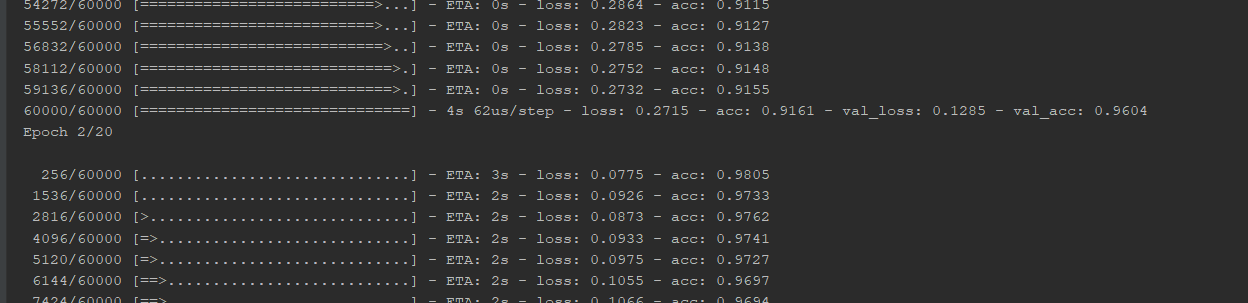 54272/60000 [==========================>...] - ETA: 0s - loss: 0.2864 - acc: 0.9115
55552/60000 [==========================>...] - ETA: 0s - loss: 0.2823 - acc: 0.9127
56832/60000 [===========================>..] - ETA: 0s - loss: 0.2785 - acc: 0.9138
58112/60000 [============================>.] - ETA: 0s - loss: 0.2752 - acc: 0.9148
59136/60000 [============================>.] - ETA: 0s - loss: 0.2732 - acc: 0.9155
60000/60000 [==============================] - 4s 62us/step - loss: 0.2715 - acc: 0.9161 - val_loss: 0.1285 - val_acc: 0.9604
Epoch 2/20
256/60000 [..............................] - ETA: 3s - loss: 0.0775 - acc: 0.9805
1536/60000 [..............................] - ETA: 2s - loss: 0.0926 - acc: 0.9733
2816/60000 [>.............................] - ETA: 2s - loss: 0.0873 - acc: 0.9762
4096/60000 [=>............................] - ETA: 2s - loss: 0.0933 - acc: 0.9741
5120/60000 [=>............................] - ETA: 2s - loss: 0.0975 - acc: 0.9727
6144/60000 [==>...........................] - ETA: 2s - loss: 0.1055 - acc: 0.9697
7424/60000 [==>...........................] - ETA: 2s - loss: 0.1066 - acc: 0.9694